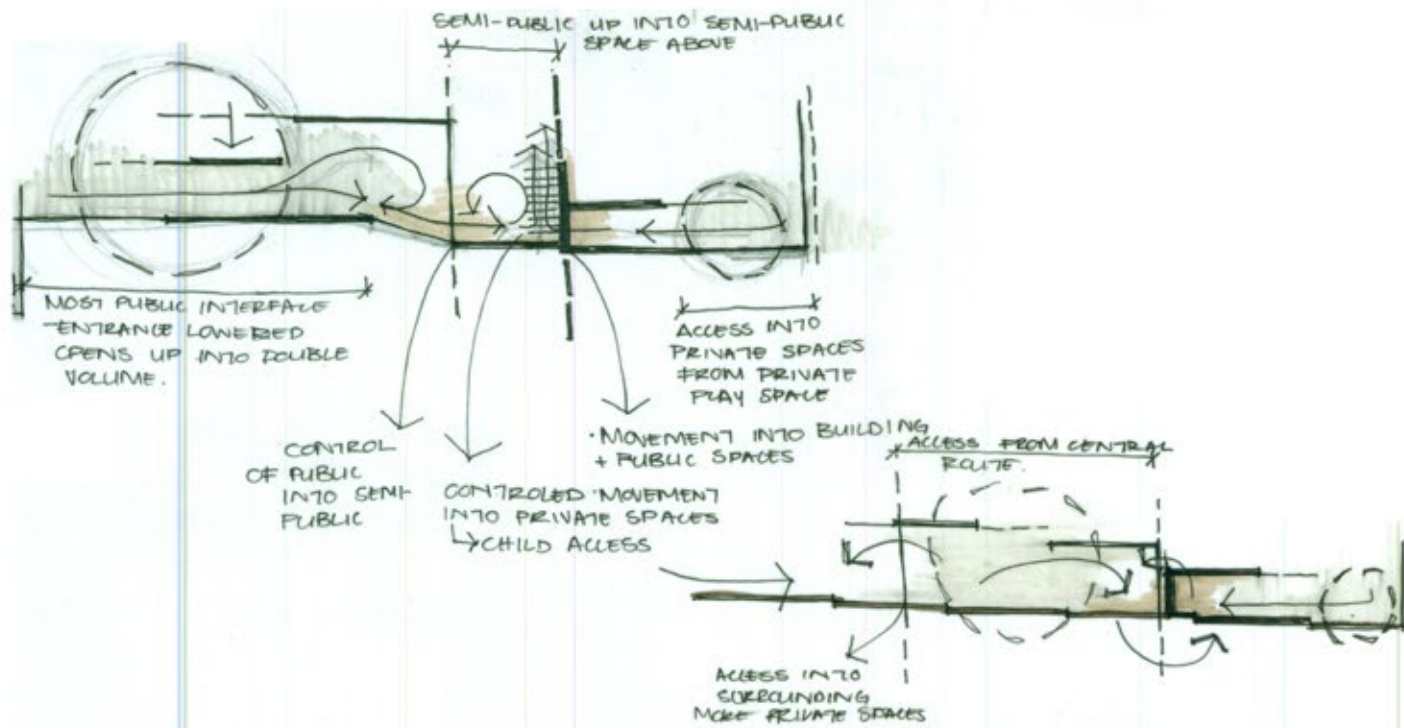 SEMI-PUBLIC UP INTO SEMI-PUBLIC
SPACE ABOVE
MOST PUBLIC INTERFACE
ENTRANCE LOWERED
OPENS UP INTO DOUBLE
VOLUME.
ACCESS INTO
PRIVATE SPACES
FROM PRIVATE
PLAY SPACE
CONTROL
OF PUBLIC
INTO SEMI-
PUBLIC
CONTROLED MOVEMENT
INTO PRIVATE SPACES
CHILD ACCESS
• MOVEMENT INTO BUILDING
+ PUBLIC SPACES
ACCESS FROM CENTRAL
ROUTE.
ACCESS INTO
SURROUNDING
MORE PRIVATE SPACES